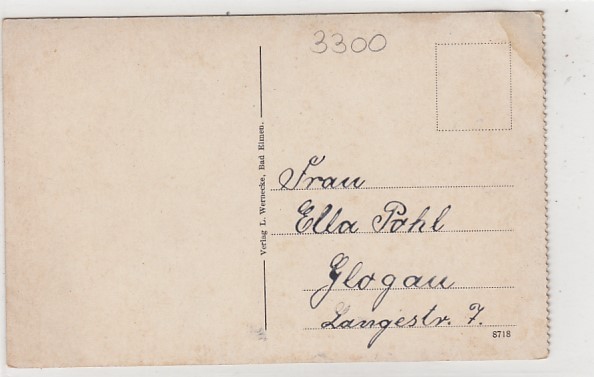 3300
Verlag L. Wernecke, Bad Elmen.
Frau
Ella Pohl
Glogau
Langestr. 7.
8718